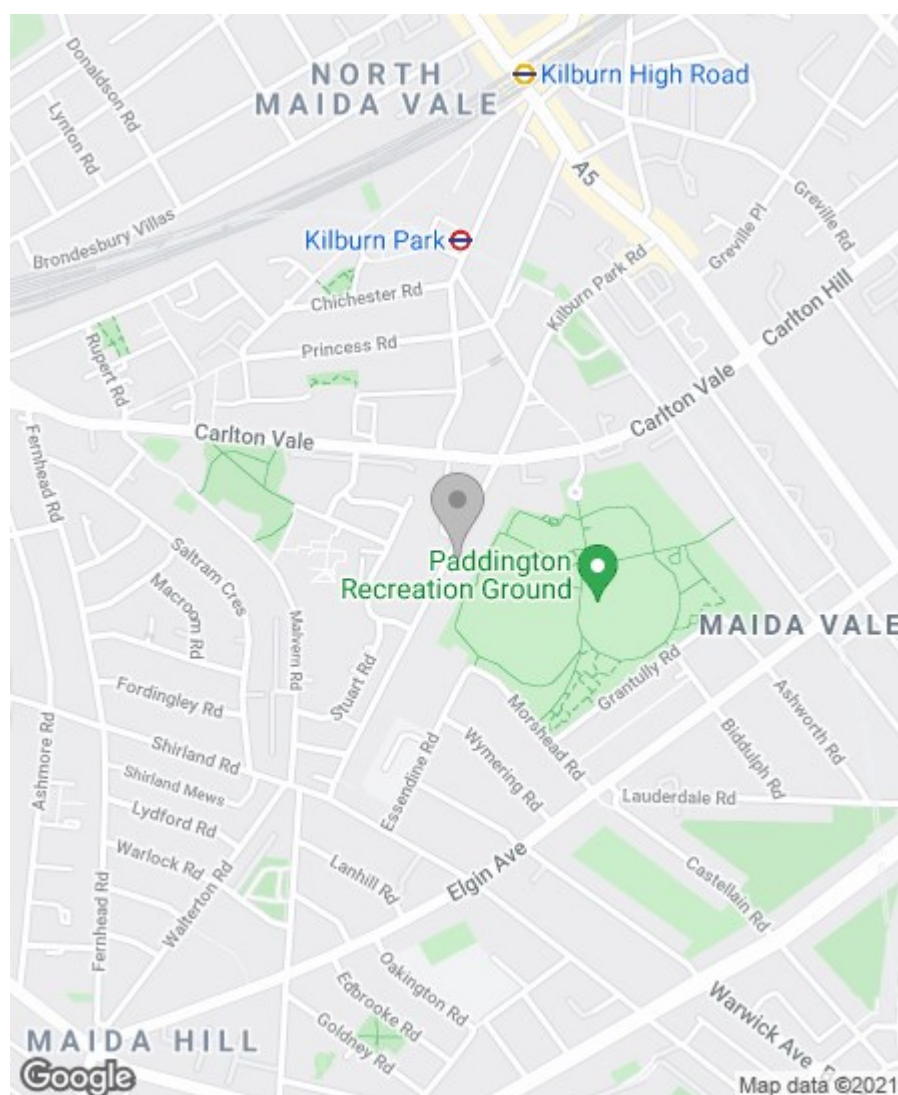 Donaldson Rd
NORTH
MAIDA VALE
Kilburn High Road
Lynton Rd
A5
Greville Pl
Greville Rd
Brondesbury Villas
Kilburn Park
Kilburn Park Rd
Chichester Rd
Carlton Hill
Princess Rd
Rupert Rd
Carlton Vale
Carlton Vale
Fernhead Rd
Saltram Cres
Paddington
Recreation Ground
Macroom Rd
Malvern Rd
MAIDA VALE
Stuart Rd
Grantully Rd
Fordingley Rd
Morshead Rd
Ashworth Rd
Biddulph Rd
Wymering Rd
Essendine Rd
Shirland Rd
Ashmore Rd
Shirland Mews
Lauderdale Rd
Lydford Rd
Warlock Rd
Elgin Ave
Castellain Rd
Lanhill Rd
Walterton Rd
Fernhead Rd
Oakington Rd
Edbrooke Rd
Goldney Rd
Warwick Ave
MAIDA HILL
Google
Map data ©2021